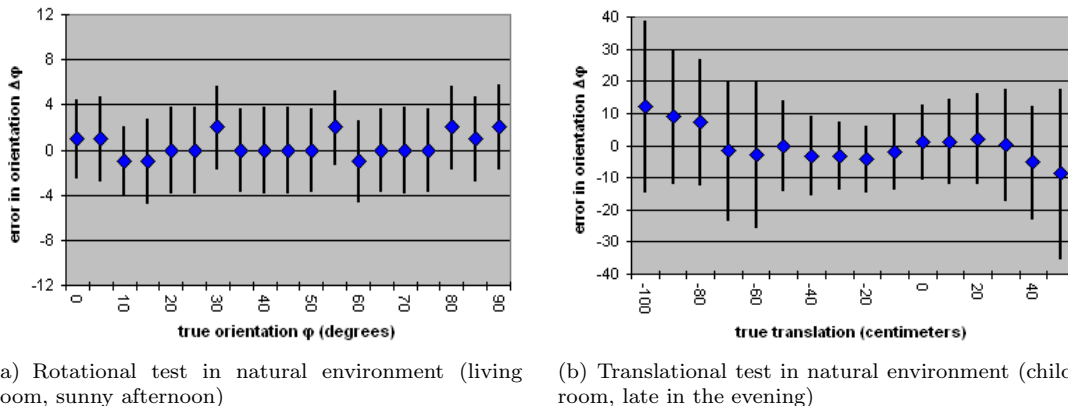 12
8
4
0
-4
-8
-12
error in orientation Δφ
0 10 20 30 40 50 60 70 80 90
true orientation φ (degrees)
40
30
20
10
0
-10
-20
-30
-40
error in orientation Δφ
-100 -80 -60 -40 -20 0 20 40
true translation (centimeters)
a) Rotational test in natural environment (living
oom, sunny afternoon)
(b) Translational test in natural environment (child
room, late in the evening)